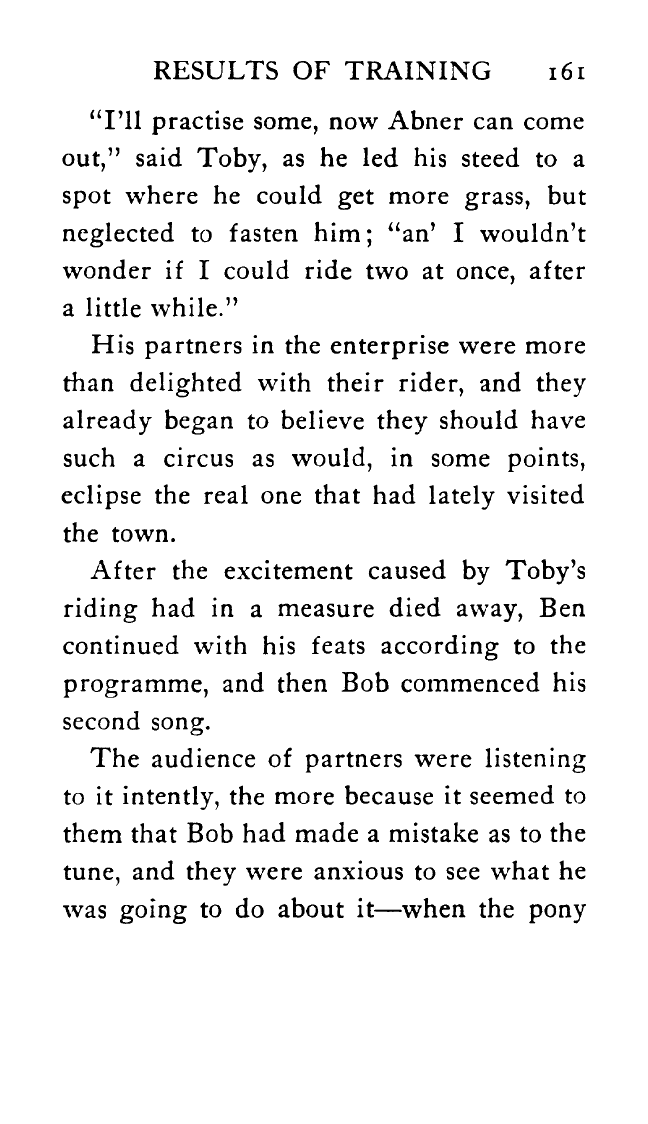 RESULTS OF TRAINING 161
“I’ll practise some, now Abner can come
out,” said Toby, as he led his steed to a
spot where he could get more grass, but
neglected to fasten him; “an’ I wouldn’t
wonder if I could ride two at once, after
a little while.”
His partners in the enterprise were more
than delighted with their rider, and they
already began to believe they should have
such a circus as would, in some points,
eclipse the real one that had lately visited
the town.
After the excitement caused by Toby’s
riding had in a measure died away, Ben
continued with his feats according to the
programme, and then Bob commenced his
second song.
The audience of partners were listening
to it intently, the more because it seemed to
them that Bob had made a mistake as to the
tune, and they were anxious to see what he
was going to do about it—when the pony